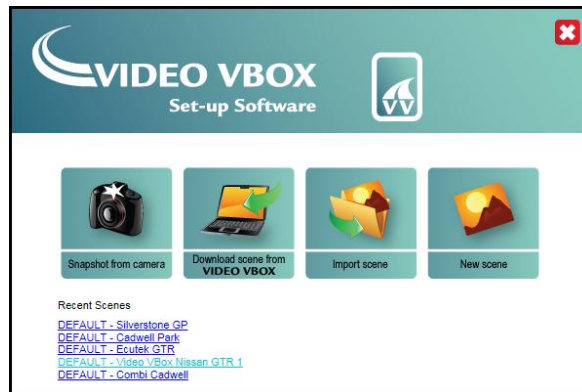 VIDEO VBOX
Set-up Software
VV
Snapshot from camera
Download scene from
VIDEO VBOX
Import scene
New scene
Recent Scenes
DEFAULT - Silverstone GP
DEFAULT - Cadwell Park
DEFAULT - Ecutek GTR
DEFAULT - Video VBox Nissan GTR 1
DEFAULT - Combi Cadwell